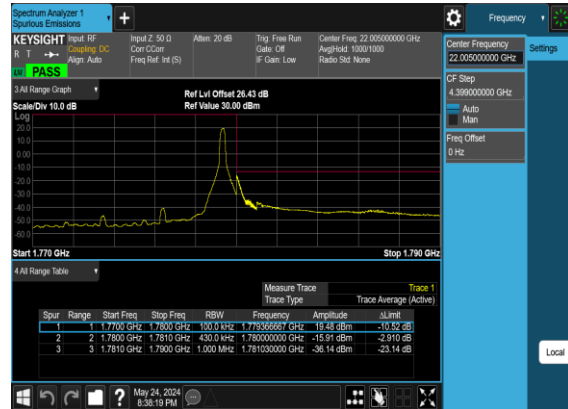 Spectrum Analyzer 1
Spurious Emissions
Frequency
KEYSIGHT
R T
PASS
Input: RF
Coupling: DC
Align: Auto
Input Z: 50 Ω
Corr CCorr
Freq Ref: Int (S)
Atten: 20 dB
Trig: Free Run
Gate: Off
IF Gain: Low
Center Freq: 22.005000000 GHz
Avg|Hold: 1000/1000
Radio Std: None
Center Frequency
22.005000000 GHz
Settings
CF Step
4.399000000 GHz
Auto
Man
Freq Offset
0 Hz
Local
3 All Range Graph
Scale/Div 10.0 dB
Ref Lvl Offset 26.43 dB
Ref Value 30.00 dBm
Log
20.0
10.0
0.00
-10.0
-20.0
-30.0
-40.0
-50.0
-60.0
Start 1.770 GHz
Stop 1.790 GHz
4 All Range Table
Measure Trace Trace 1
Trace Type Trace Average (Active)
Spur Range Start Freq Stop Freq RBW Frequency Amplitude ΔLimit
1 1 1.7700 GHz 1.7800 GHz 100.0 kHz 1.779366667 GHz 19.48 dBm -10.52 dB
2 2 1.7800 GHz 1.7810 GHz 430.0 kHz 1.780000000 GHz -15.91 dBm -2.910 dB
3 3 1.7810 GHz 1.7900 GHz 1.000 MHz 1.781030000 GHz -36.14 dBm -23.14 dB
May 24, 2024
8:38:19 PM